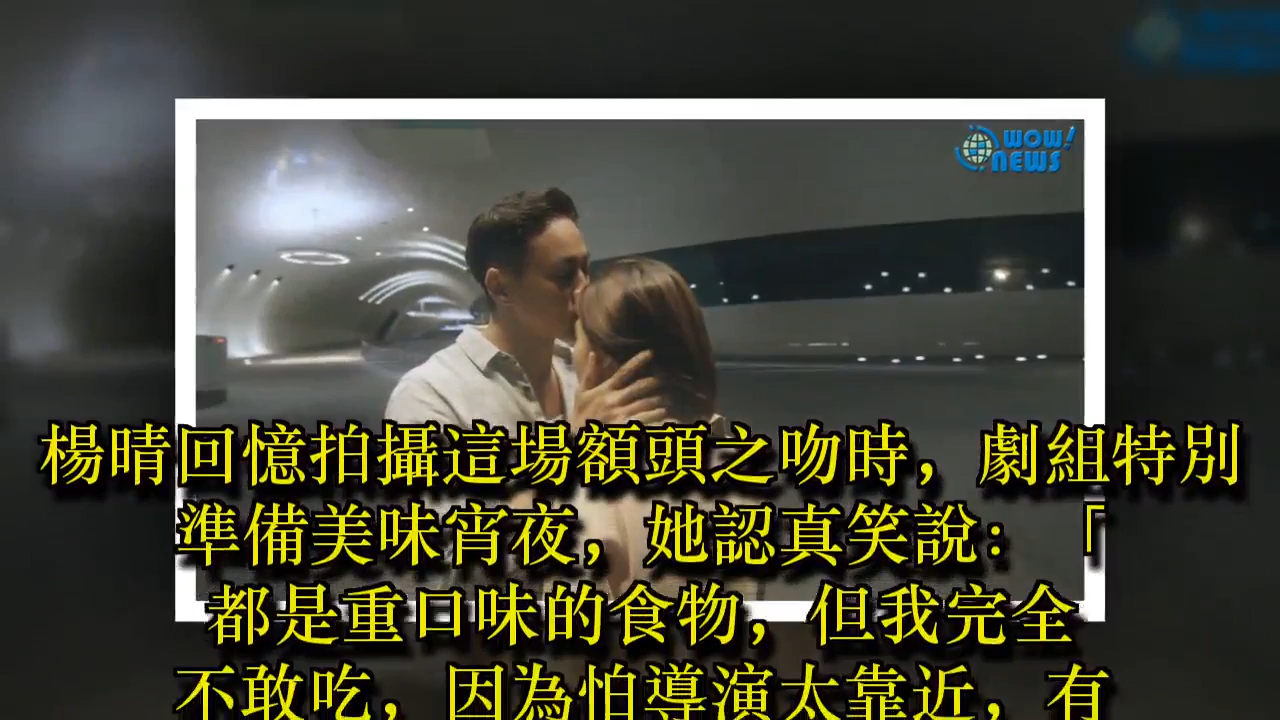 WOW!
NEWS
楊晴回憶拍攝這場額頭之吻時，劇組特別
準備美味宵夜，她認真笑說：「
都是重口味的食物，但我完全
不敢吃，因為怕導演太靠近，有